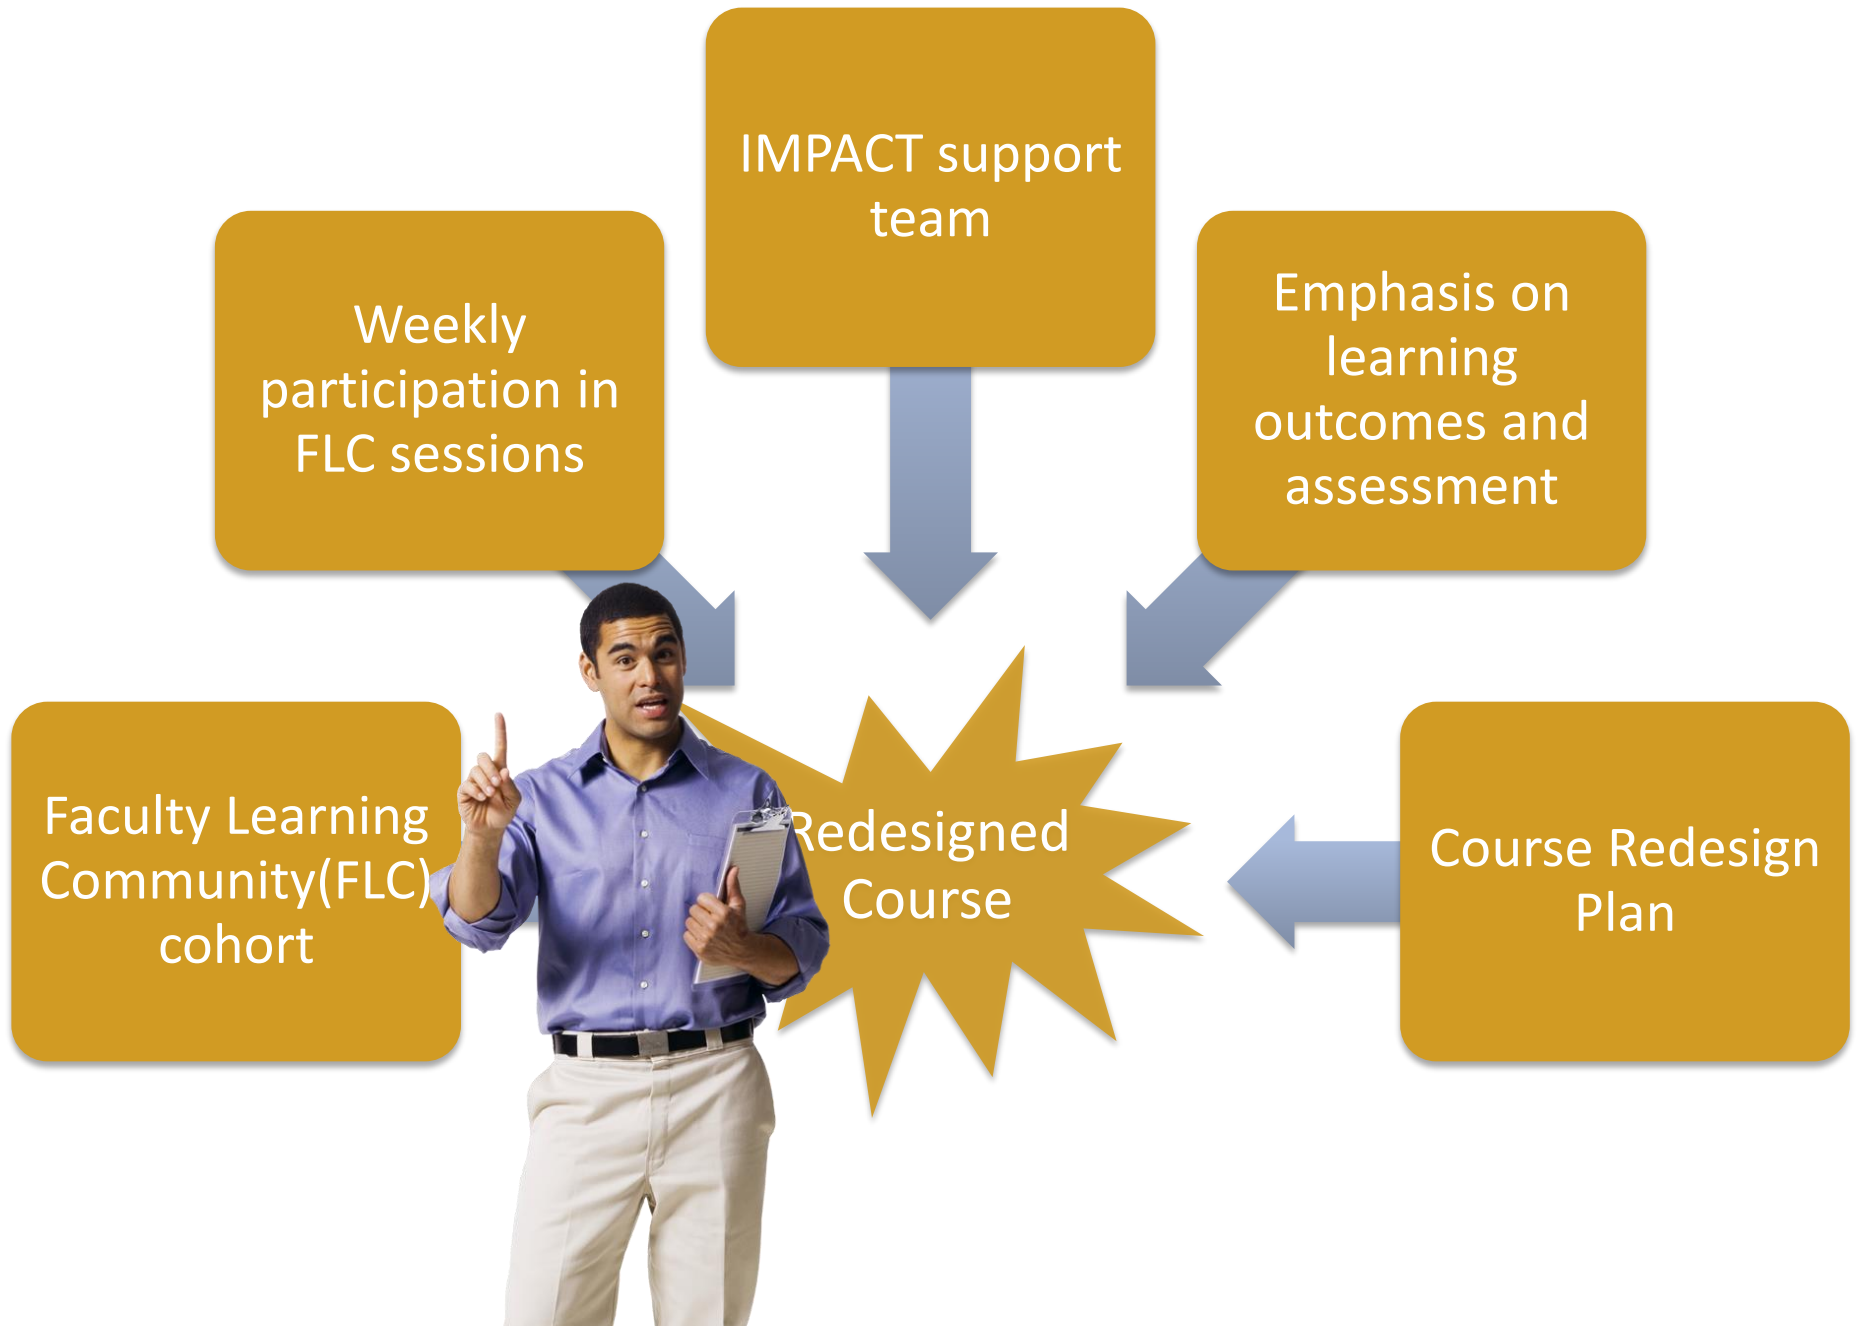 IMPACT support
team
Weekly
participation in
FLC sessions
Emphasis on
learning
outcomes and
assessment
Faculty Learning
Community(FLC)
cohort
Redesigned
Course
Course Redesign
Plan